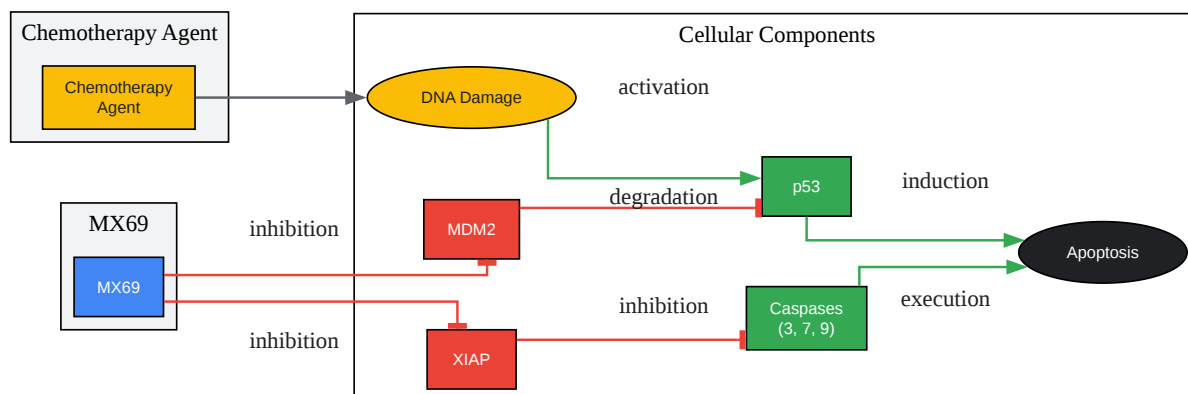 Chemotherapy Agent
Chemotherapy
Agent
Cellular Components
DNA Damage
activation
p53
induction
degradation
MX69
MX69
inhibition
inhibition
MDM2
XIAP
inhibition
Caspases
(3, 7, 9)
execution
Apoptosis